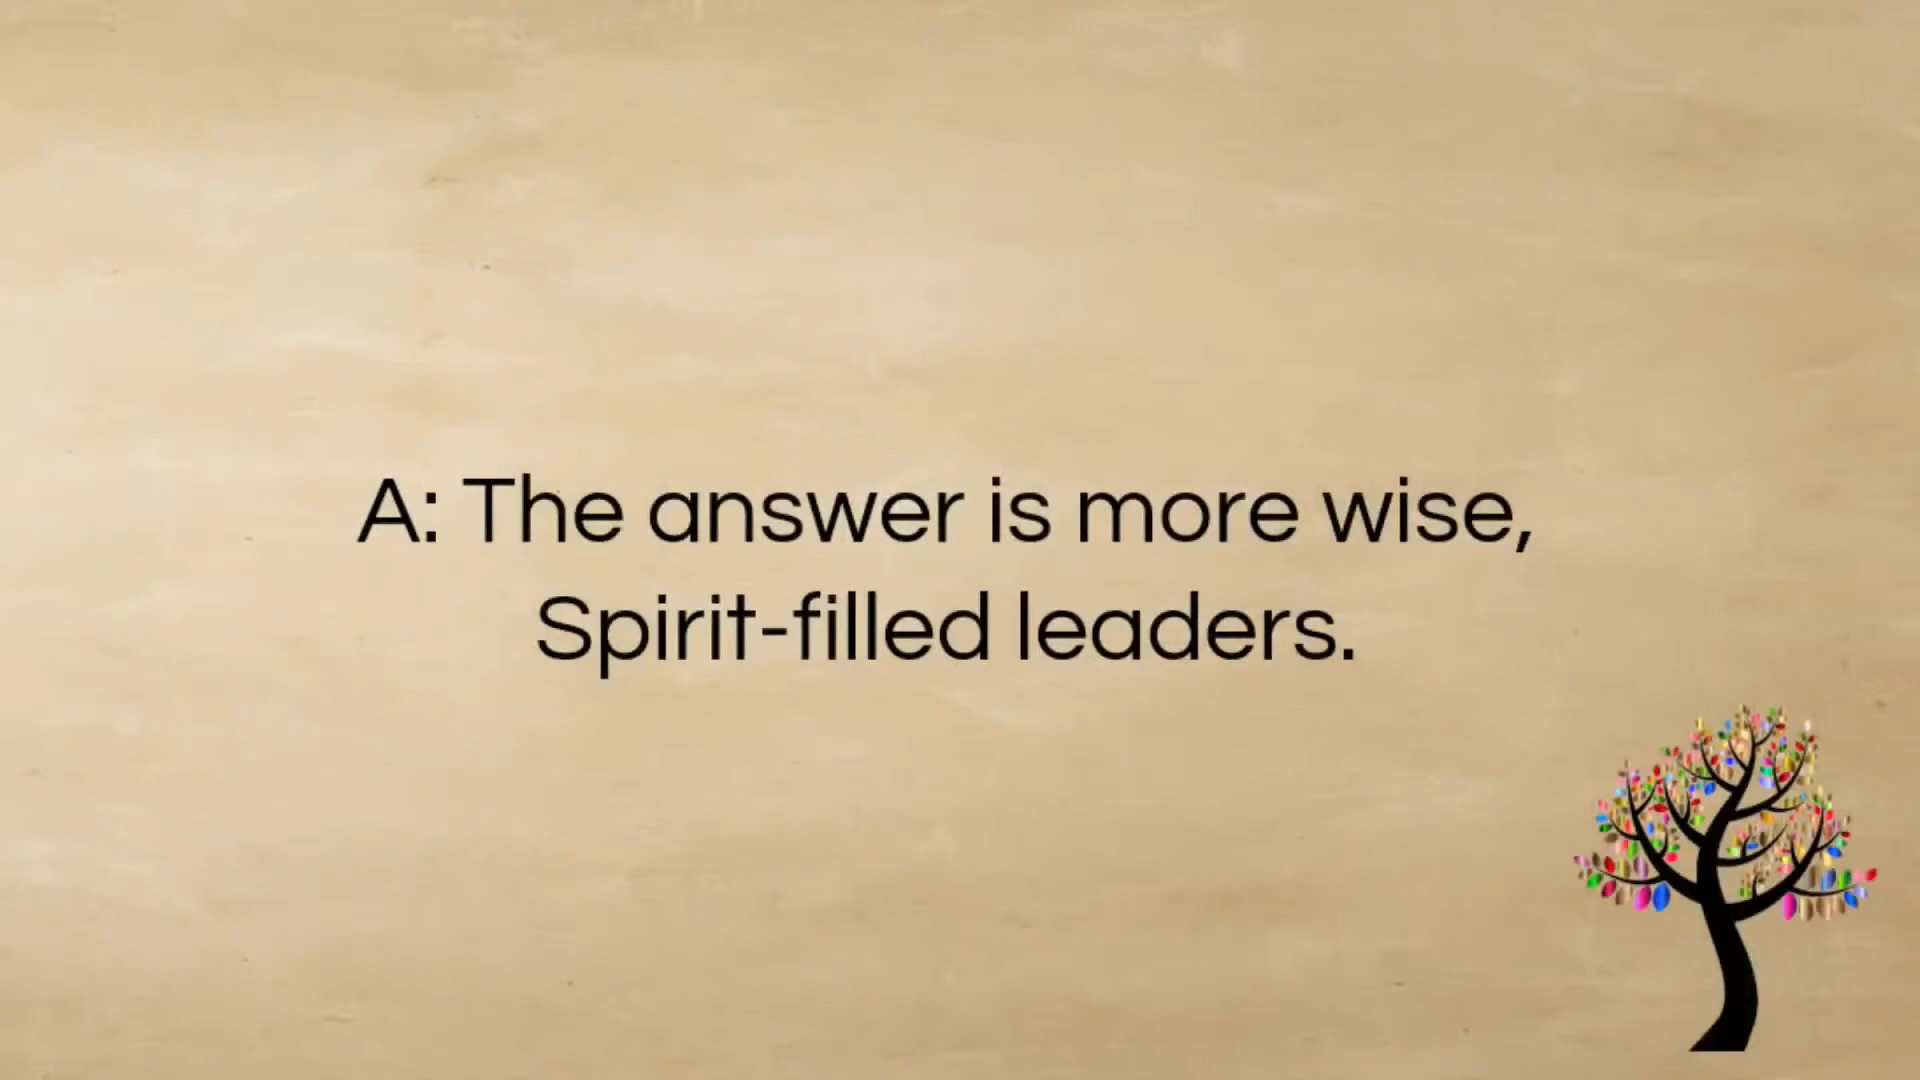 A: The answer is more wise,
Spirit-filled leaders.